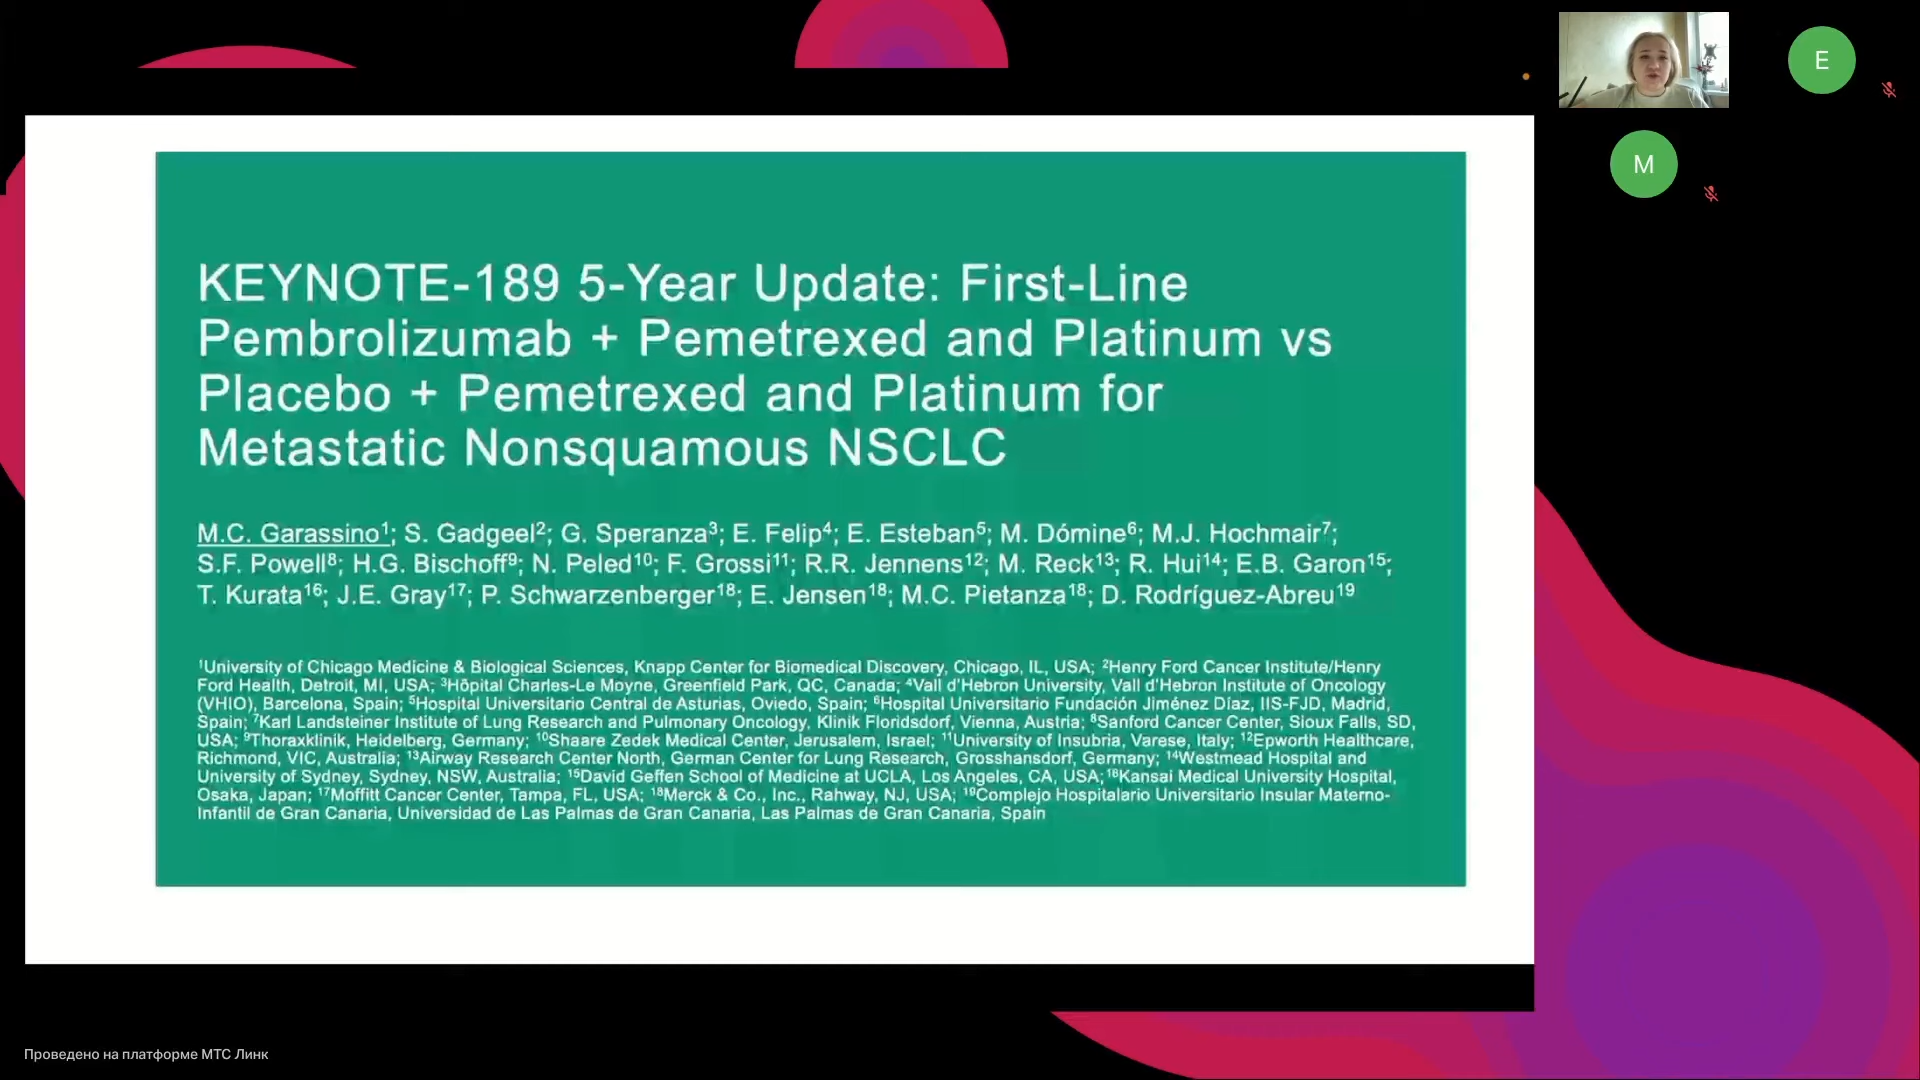 KEYNOTE-189 5-Year Update: First-Line
Pembrolizumab + Pemetrexed and Platinum vs
Placebo + Pemetrexed and Platinum for
Metastatic Nonsquamous NSCLC
M.C. Garassino¹; S. Gadgeel²; G. Speranza³; E. Felip⁴; E. Esteban⁵; M. Dómine⁶; M.J. Hochmair⁷;
S.F. Powell⁸; H.G. Bischoff⁹; N. Peled¹⁰; F. Grossi¹¹; R.R. Jennens¹²; M. Reck¹³; R. Hui¹⁴; E.B. Garon¹⁵;
T. Kurata¹⁶; J.E. Gray¹⁷; P. Schwarzenberger¹⁸; E. Jensen¹⁸; M.C. Pietanza¹⁸; D. Rodríguez-Abreu¹⁹
¹University of Chicago Medicine & Biological Sciences, Knapp Center for Biomedical Discovery, Chicago, IL, USA; ²Henry Ford Cancer Institute/Henry
Ford Health, Detroit, MI, USA; ³Hôpital Charles-Le Moyne, Greenfield Park, QC, Canada; ⁴Vall d'Hebron University, Vall d'Hebron Institute of Oncology
(VHIO), Barcelona, Spain; ⁵Hospital Universitario Central de Asturias, Oviedo, Spain; ⁶Hospital Universitario Fundación Jiménez Díaz, IIS-FJD, Madrid,
Spain; ⁷Karl Landsteiner Institute of Lung Research and Pulmonary Oncology, Klinik Floridsdorf, Vienna, Austria; ⁸Sanford Cancer Center, Sioux Falls, SD,
USA; ⁹Thoraxklinik, Heidelberg, Germany; ¹⁰Shaare Zedek Medical Center, Jerusalem, Israel; ¹¹University of Insubria, Varese, Italy; ¹²Epworth Healthcare,
Richmond, VIC, Australia; ¹³Airway Research Center North, German Center for Lung Research, Grosshansdorf, Germany; ¹⁴Westmead Hospital and
University of Sydney, Sydney, NSW, Australia; ¹⁵David Geffen School of Medicine at UCLA, Los Angeles, CA, USA; ¹⁶Kansai Medical University Hospital,
Osaka, Japan; ¹⁷Moffitt Cancer Center, Tampa, FL, USA; ¹⁸Merck & Co., Inc., Rahway, NJ, USA; ¹⁹Complejo Hospitalario Universitario Insular Materno-
Infantil de Gran Canaria, Universidad de Las Palmas de Gran Canaria, Las Palmas de Gran Canaria, Spain
E
M
Проведено на платформе МТС Линк